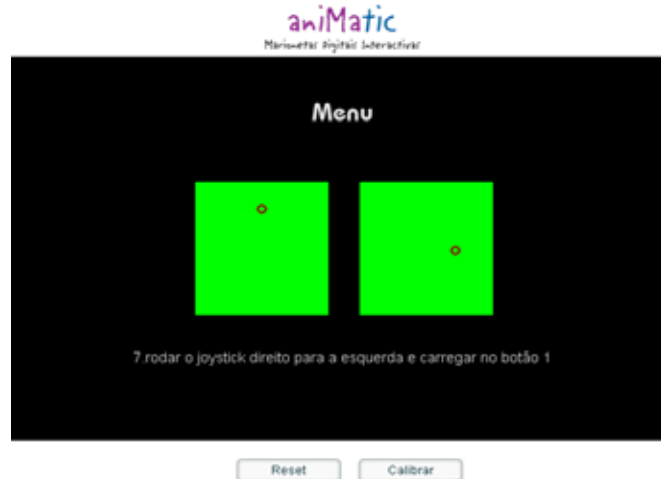 aniMatic
Marionetas Digitais Interactivas
Menu
7.rodar o joystick direito para a esquerda e carregar no botão 1
Reset
Calibrar